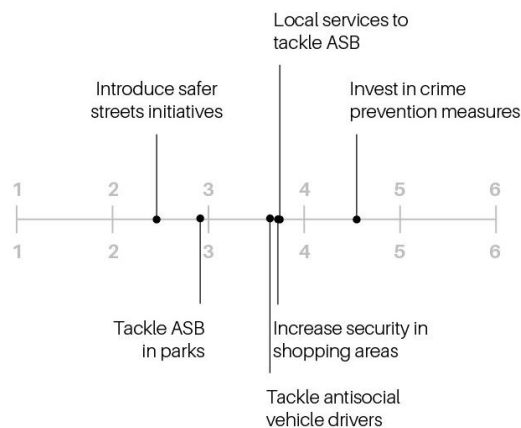 Local services to
tackle ASB
Introduce safer
streets initiatives
Invest in crime
prevention measures
1 2 3 4 5 6
1 2 3 4 5 6
Tackle ASB
in parks
Increase security in
shopping areas
Tackle antisocial
vehicle drivers